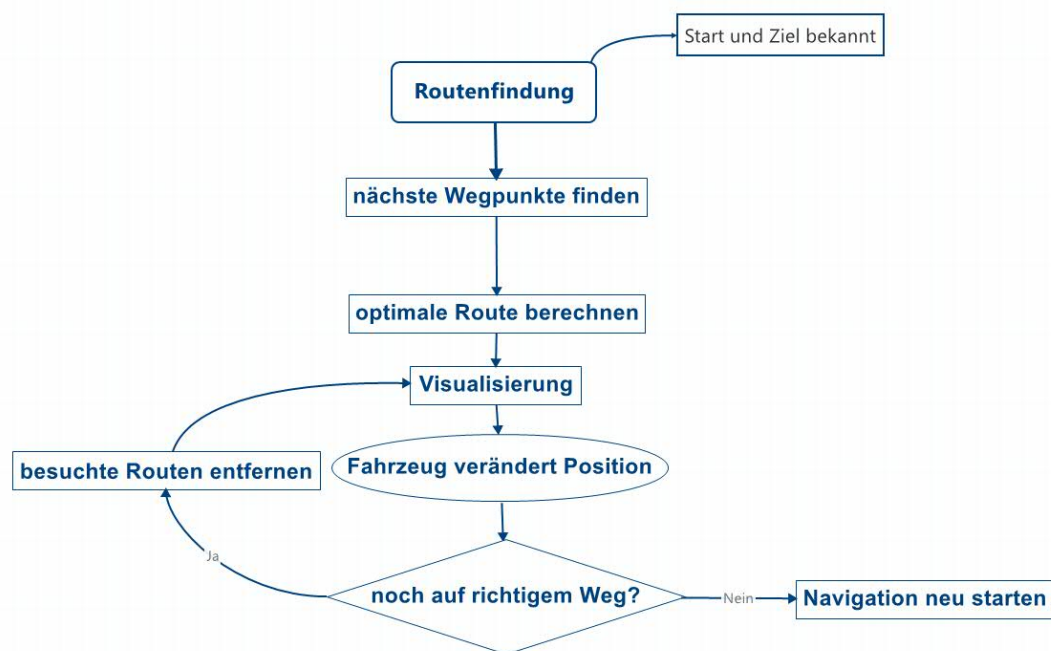 Start und Ziel bekannt
Routenfindung
nächste Wegpunkte finden
optimale Route berechnen
Visualisierung
besuchte Routen entfernen
Fahrzeug verändert Position
Ja
noch auf richtigem Weg?
Nein
Navigation neu starten